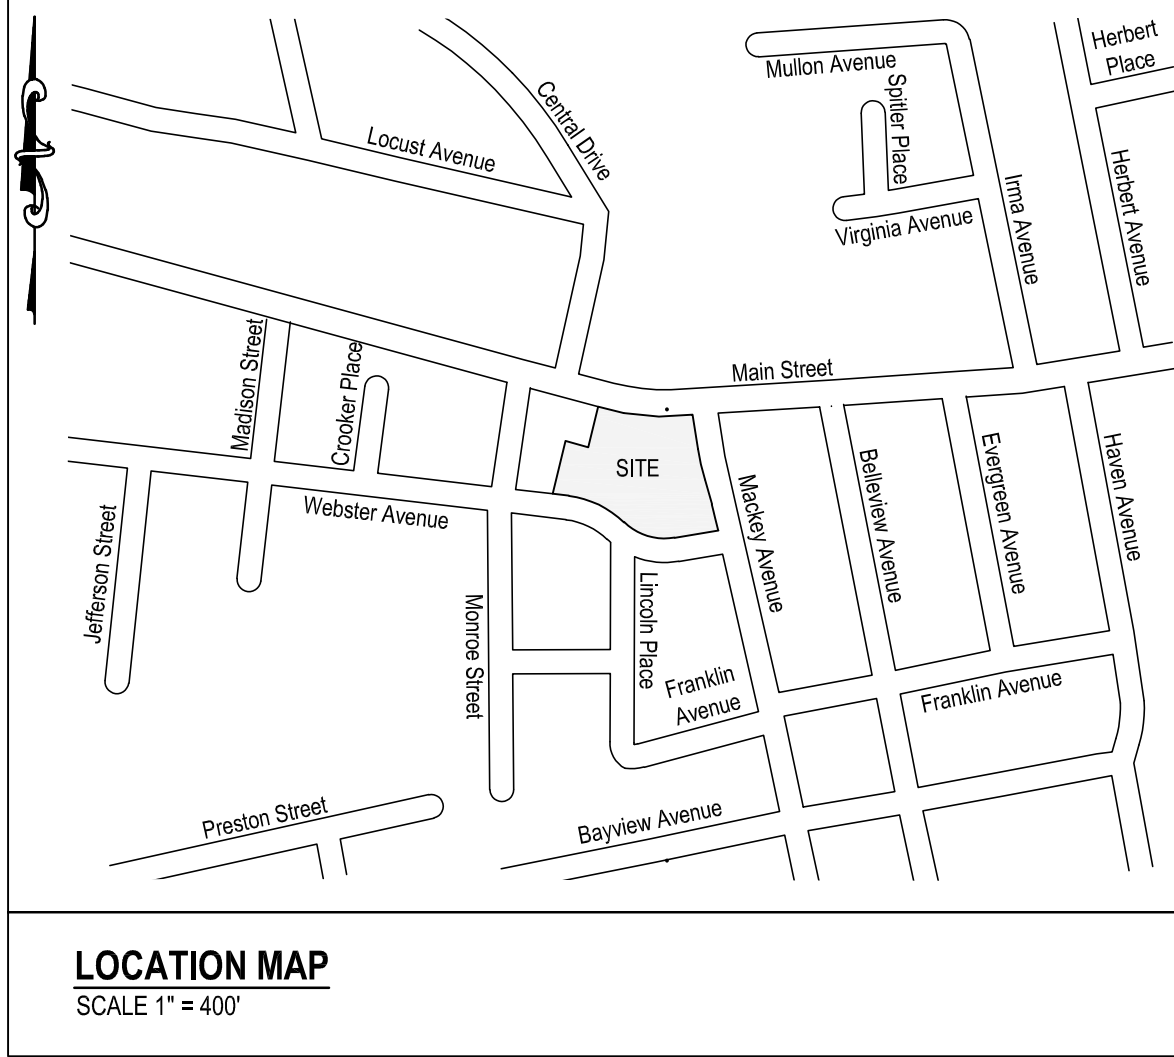 Herbert
Place
Mullon Avenue
Spitler Place
Central Drive
Locust Avenue
Irma Avenue
Herbert Avenue
Virginia Avenue
Madison Street
Crooker Place
Main Street
SITE
Mackey Avenue
Belleview Avenue
Evergreen Avenue
Haven Avenue
Webster Avenue
Jefferson Street
Monroe Street
Lincoln Place
Franklin
Avenue
Franklin Avenue
Preston Street
Bayview Avenue
LOCATION MAP
SCALE 1" = 400'